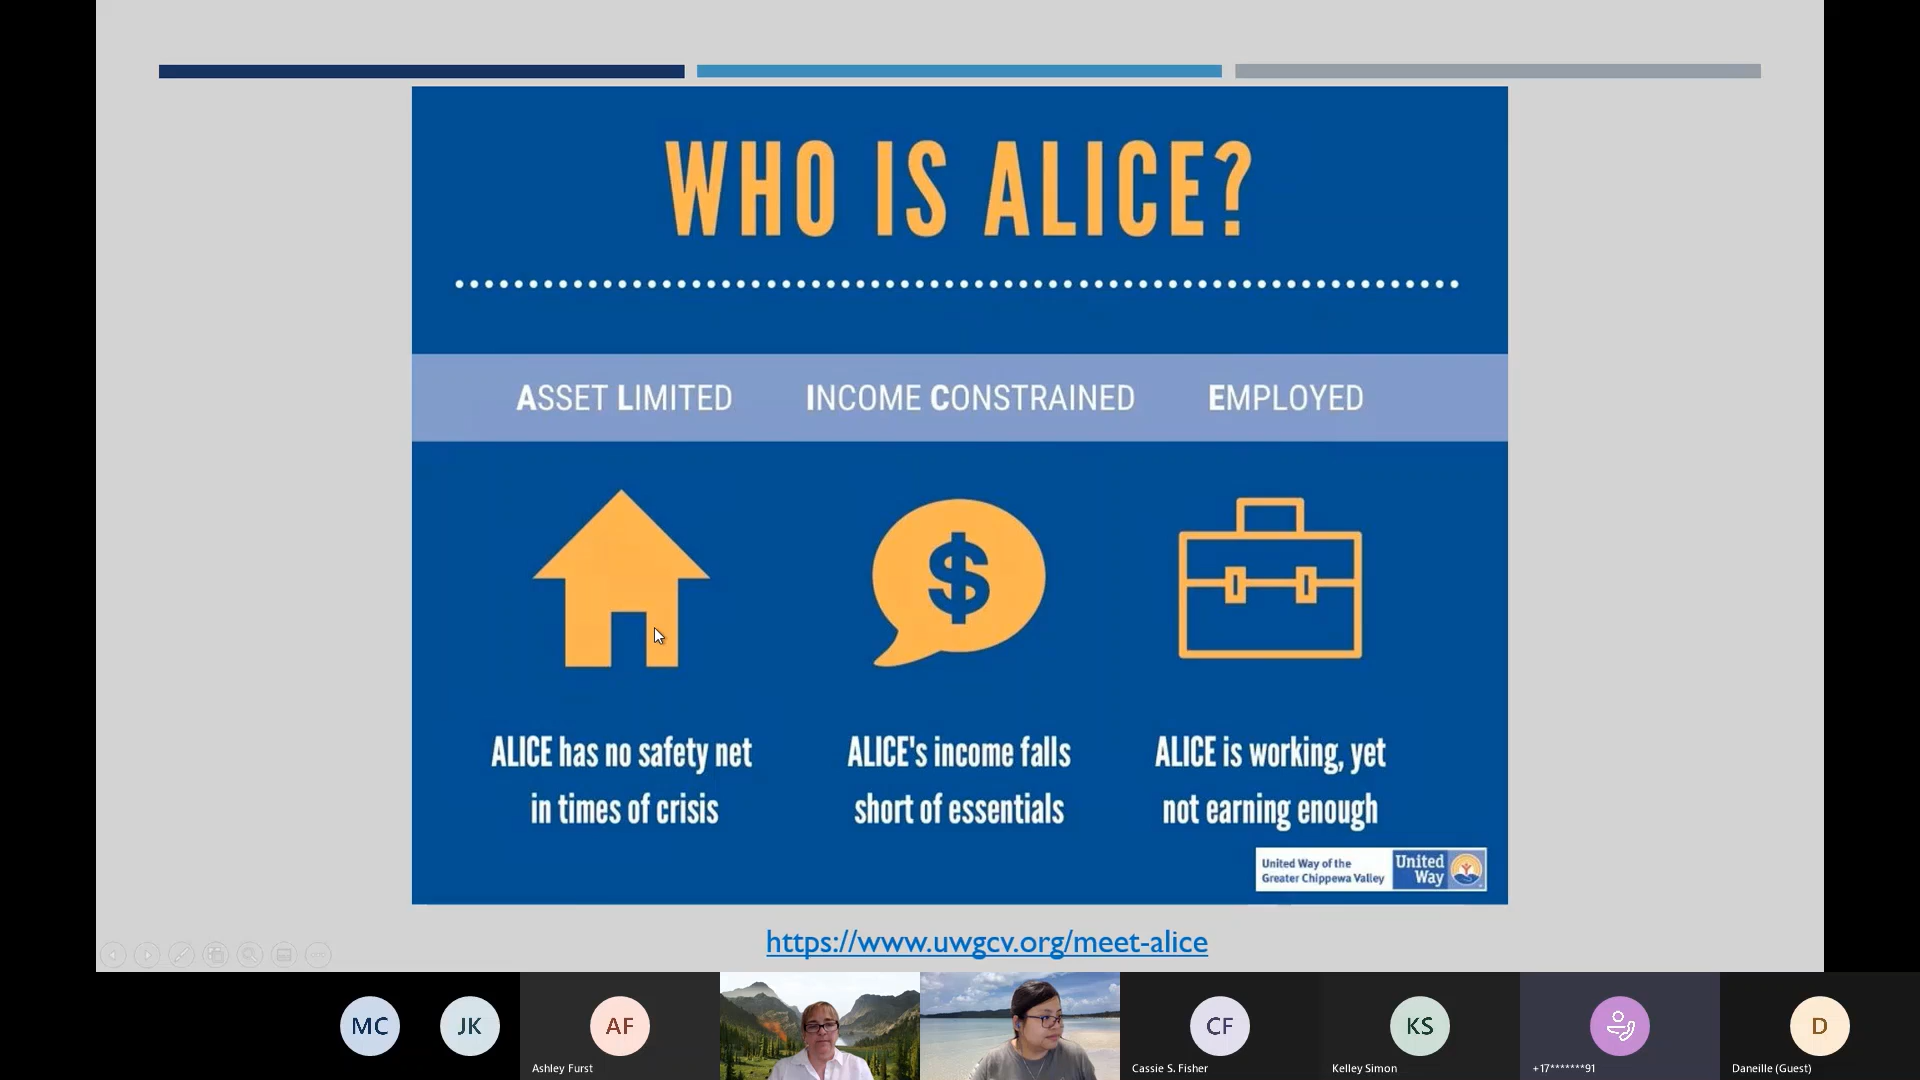 WHO IS ALICE?
ASSET LIMITED INCOME CONSTRAINED EMPLOYED
$
ALICE has no safety net
in times of crisis
ALICE's income falls
short of essentials
ALICE is working, yet
not earning enough
United Way of the
Greater Chippewa Valley
United
Way
https://www.uwgcv.org/meet-alice
MC
JK
AF
Ashley Furst
CF
Cassie S. Fisher
KS
Kelley Simon
+17*******91
D
Daneille (Guest)